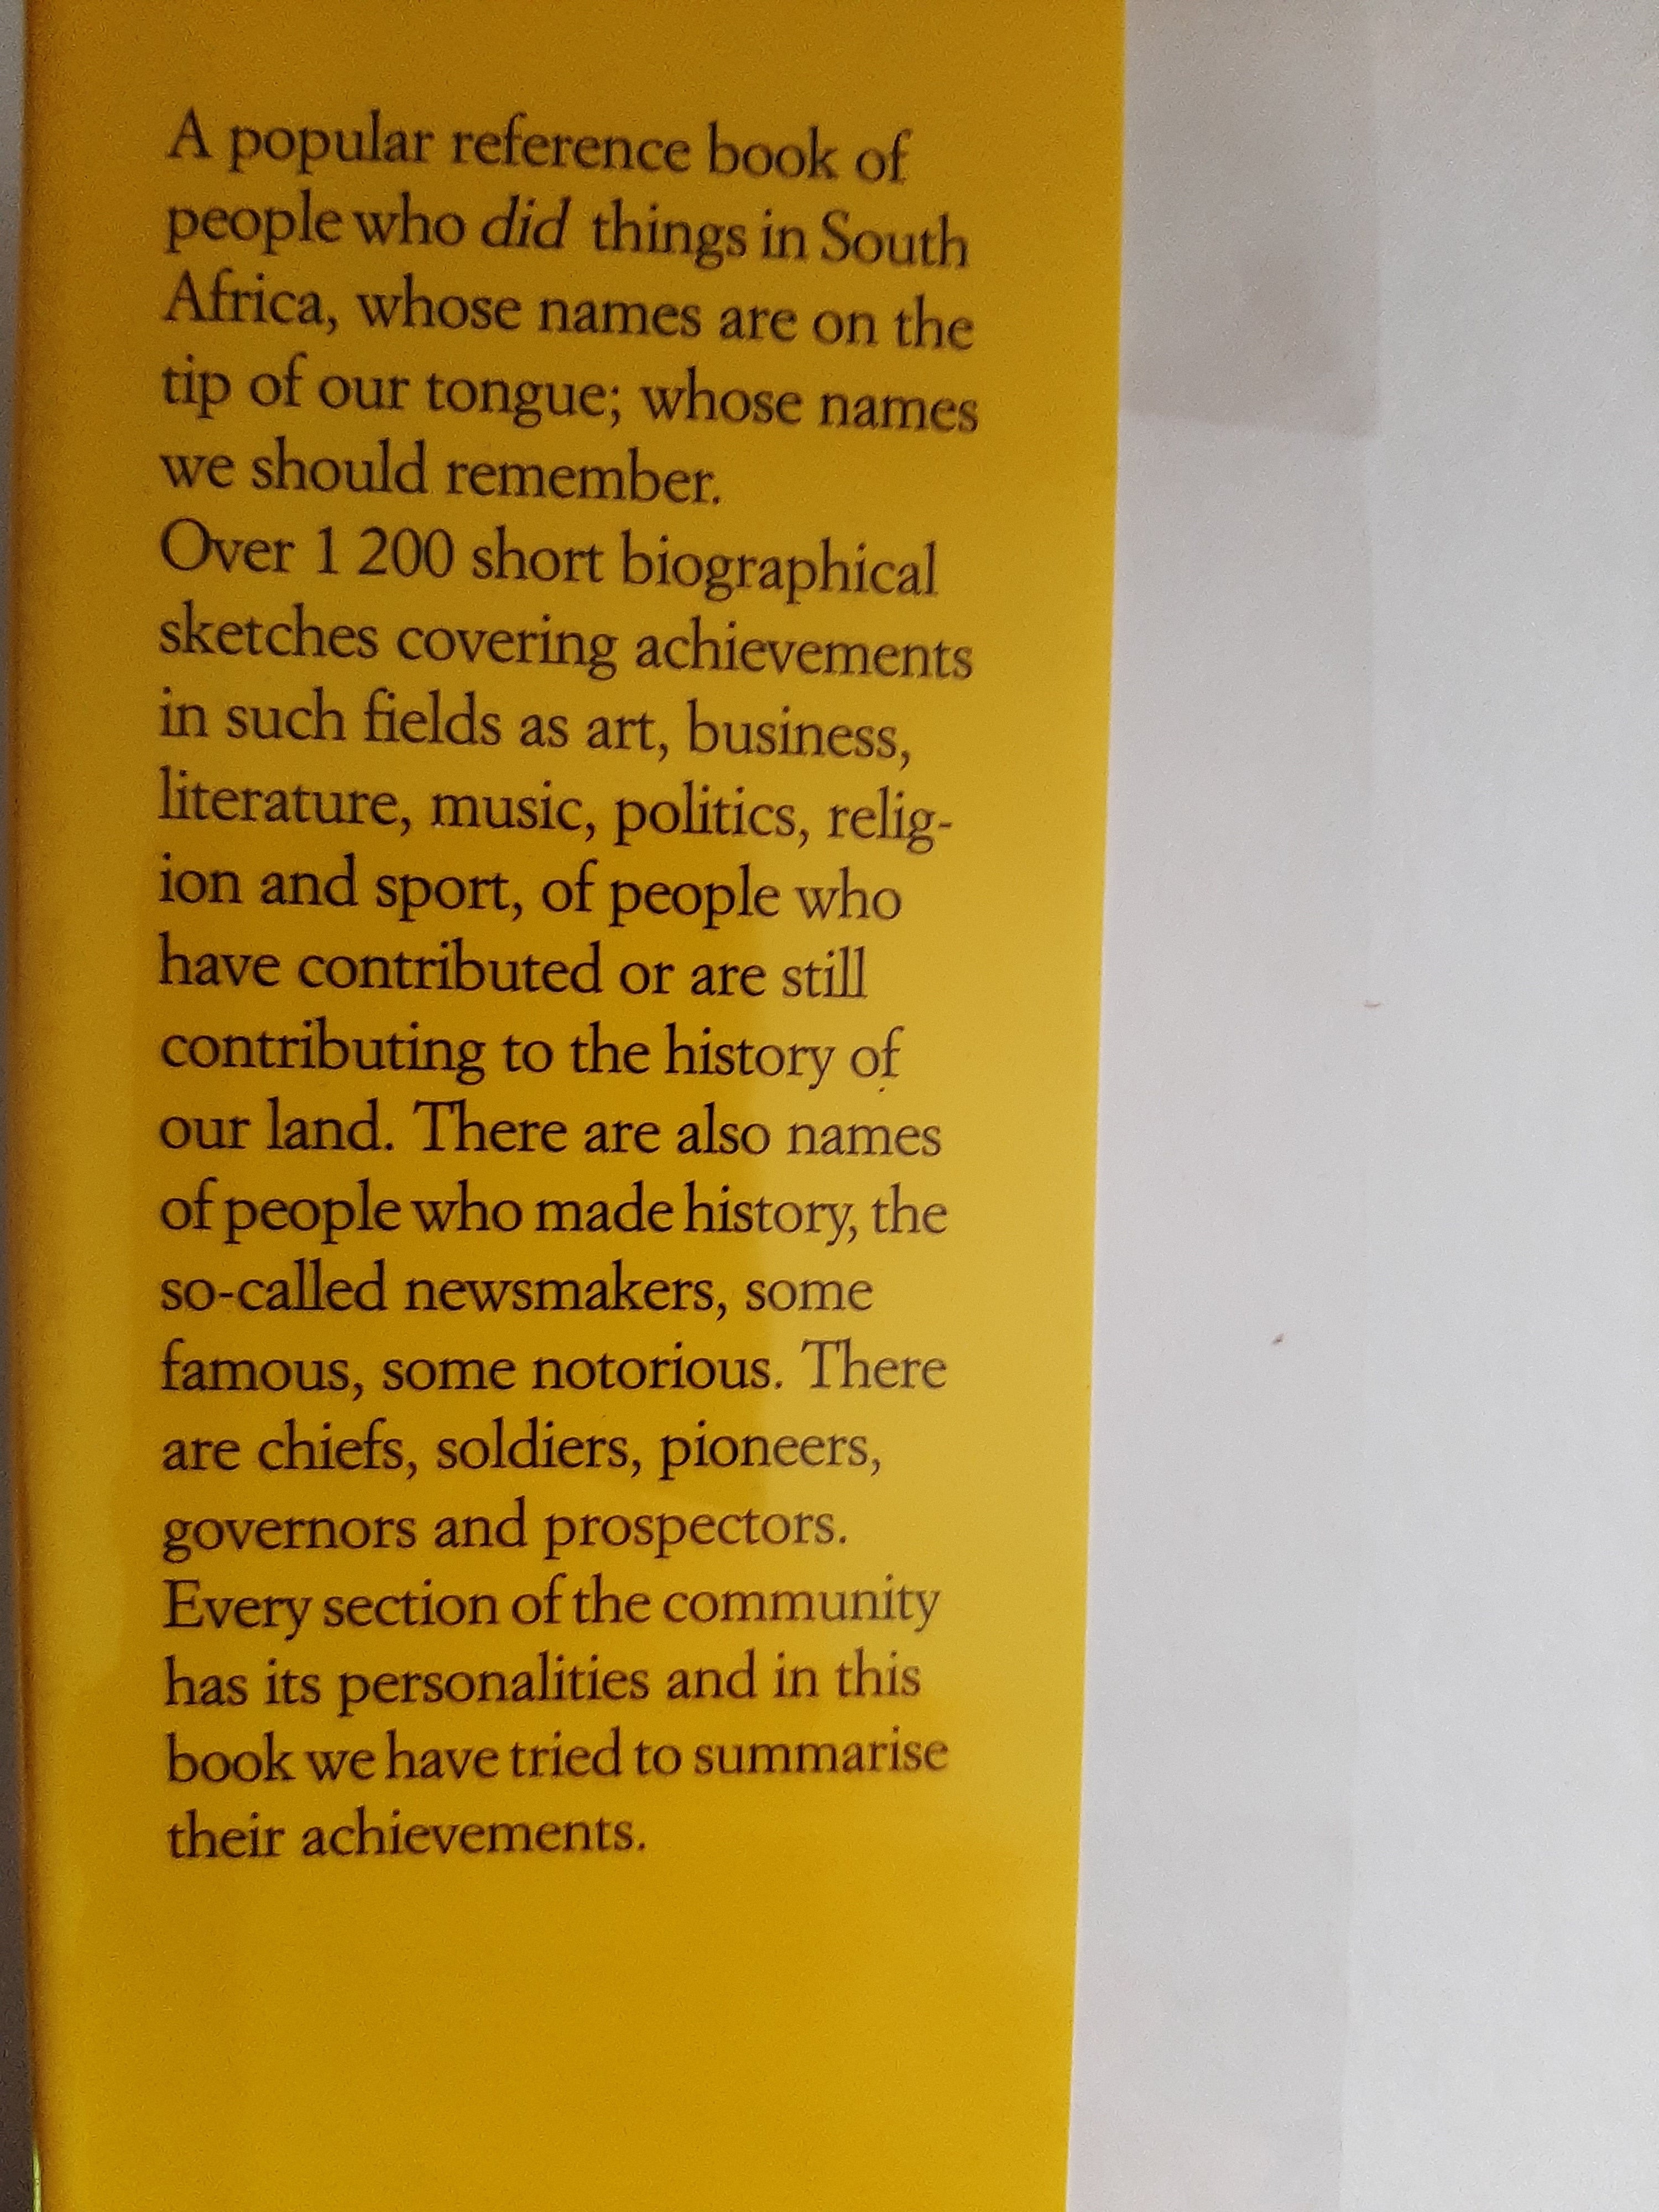 A popular reference book of
people who did things in South
Africa, whose names are on the
tip of our tongue; whose names
we should remember.
Over 1 200 short biographical
sketches covering achievements
in such fields as art, business,
literature, music, politics, relig-
ion and sport, of people who
have contributed or are still
contributing to the history of
our land. There are also names
of people who made history, the
so-called newsmakers, some
famous, some notorious. There
are chiefs, soldiers, pioneers,
governors and prospectors.
Every section of the community
has its personalities and in this
book we have tried to summarise
their achievements.